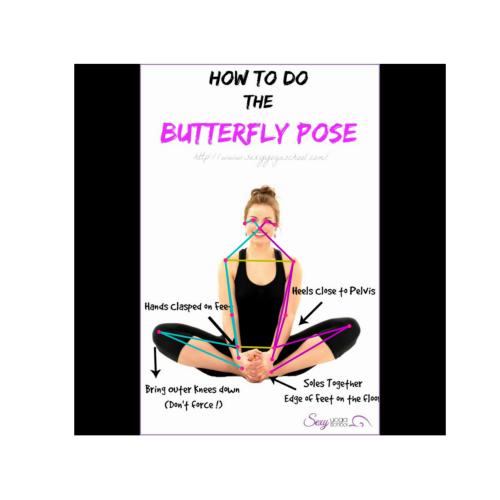 HOW TO DO
THE
BUTTERFLY POSE
http://www.sexyyogaschool.com/
Heels close to Pelvis
Hands Clasped on Fee
Bring outer knees down
(Don't force!)
Soles Together
Edge of feet on the floor
Sexy yoga school